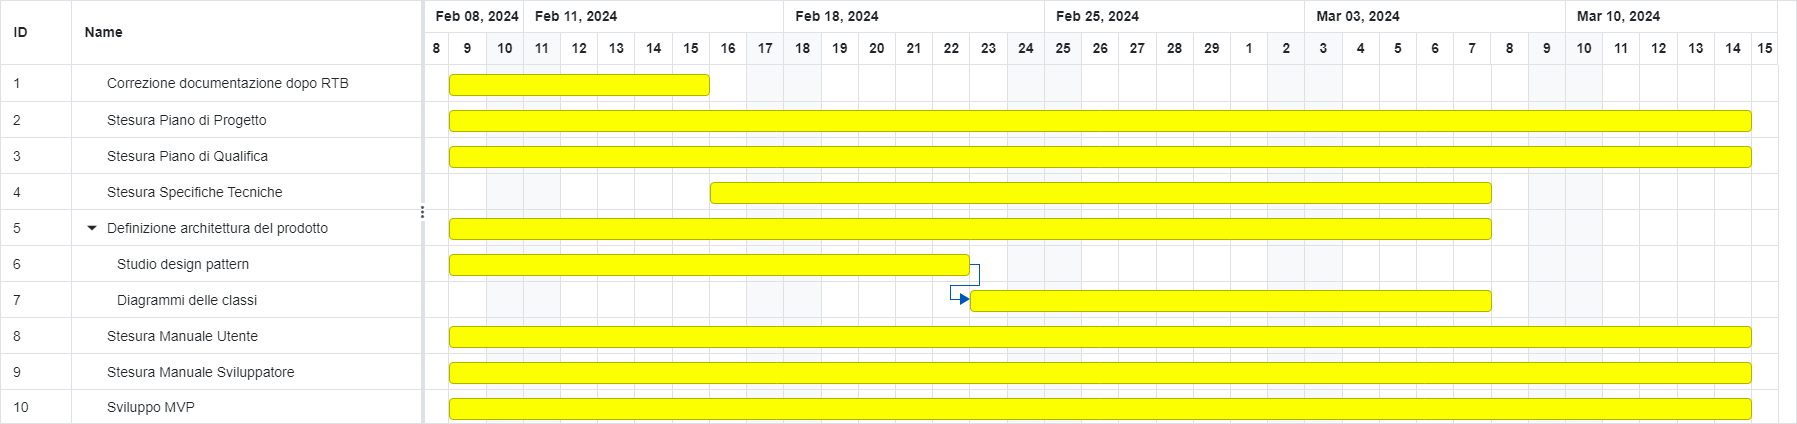 ID Name Feb 08, 2024 Feb 11, 2024 Feb 18, 2024 Feb 25, 2024 Mar 03, 2024 Mar 10, 2024
8 9 10 11 12 13 14 15 16 17 18 19 20 21 22 23 24 25 26 27 28 29 1 2 3 4 5 6 7 8 9 10 11 12 13 14 15
1 Correzione documentazione dopo RTB
2 Stesura Piano di Progetto
3 Stesura Piano di Qualifica
4 Stesura Specifiche Tecniche
5 Definizione architettura del prodotto
6 Studio design pattern
7 Diagrammi delle classi
8 Stesura Manuale Utente
9 Stesura Manuale Sviluppatore
10 Sviluppo MVP